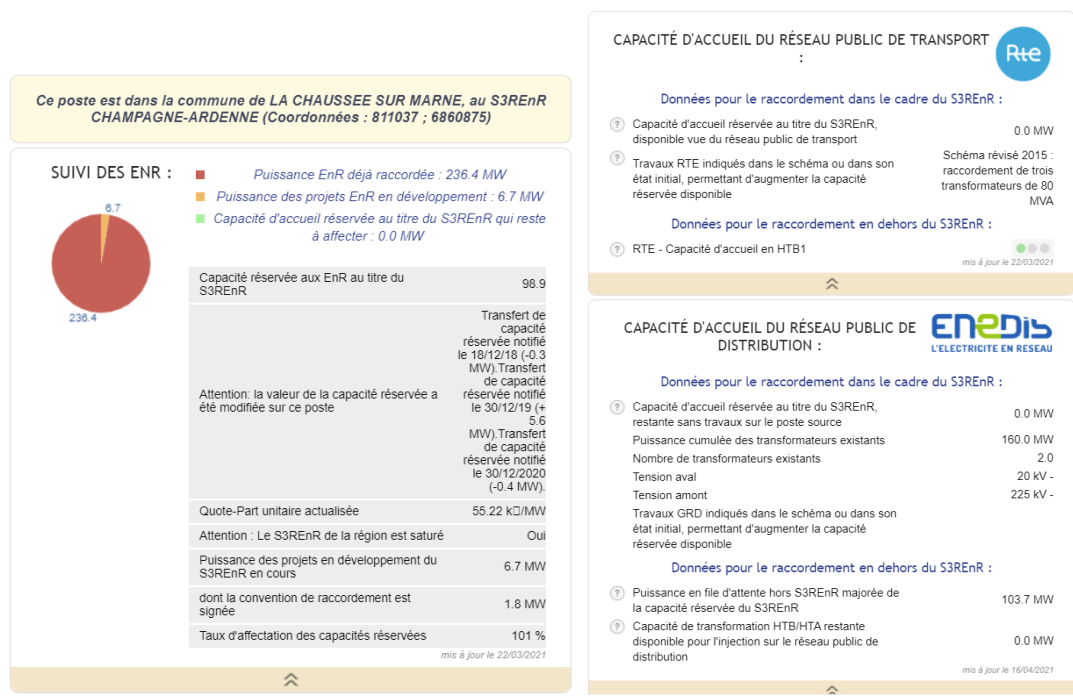 Ce poste est dans la commune de LA CHAUSSEE SUR MARNE, au S3REnR
CHAMPAGNE-ARDENNE (Coordonnées : 811037 ; 6860875)
SUIVI DES ENR :
Puissance EnR déjà raccordée : 236.4 MW
Puissance des projets EnR en développement : 6.7 MW
Capacité d'accueil réservée au titre du S3REnR qui reste
à affecter : 0.0 MW
6.7
236.4
Capacité réservée aux EnR au titre du
S3REnR
98.9
Attention: la valeur de la capacité réservée a
été modifiée sur ce poste
Transfert de
capacité
réservée notifié
le 18/12/18 (-0.3
MW).Transfert
de capacité
réservée notifié
le 30/12/19 (+
5.6
MW).Transfert
de capacité
réservée notifié
le 30/12/2020
(-0.4 MW).
Quote-Part unitaire actualisée 55.22 k▯/MW
Attention : Le S3REnR de la région est saturé Oui
Puissance des projets en développement du
S3REnR en cours
6.7 MW
dont la convention de raccordement est
signée
1.8 MW
Taux d'affectation des capacités réservées 101 %
mis à jour le 22/03/2021
CAPACITÉ D'ACCUEIL DU RÉSEAU PUBLIC DE TRANSPORT
:
Rte
Données pour le raccordement dans le cadre du S3REnR :
? Capacité d'accueil réservée au titre du S3REnR,
disponible vue du réseau public de transport
0.0 MW
? Travaux RTE indiqués dans le schéma ou dans son
état initial, permettant d'augmenter la capacité
réservée disponible
Schéma révisé 2015 :
raccordement de trois
transformateurs de 80
MVA
Données pour le raccordement en dehors du S3REnR :
? RTE - Capacité d'accueil en HTB1
mis à jour le 22/03/2021
CAPACITÉ D'ACCUEIL DU RÉSEAU PUBLIC DE
DISTRIBUTION :
ENEDIS
L'ELECTRICITE EN RESEAU
Données pour le raccordement dans le cadre du S3REnR :
? Capacité d'accueil réservée au titre du S3REnR,
restante sans travaux sur le poste source
0.0 MW
Puissance cumulée des transformateurs existants 160.0 MW
Nombre de transformateurs existants 2.0
Tension aval 20 kV -
Tension amont 225 kV -
Travaux GRD indiqués dans le schéma ou dans son
état initial, permettant d'augmenter la capacité
réservée disponible
Données pour le raccordement en dehors du S3REnR :
? Puissance en file d'attente hors S3REnR majorée de
la capacité réservée du S3REnR
103.7 MW
? Capacité de transformation HTB/HTA restante
disponible pour l'injection sur le réseau public de
distribution
0.0 MW
mis à jour le 16/04/2021